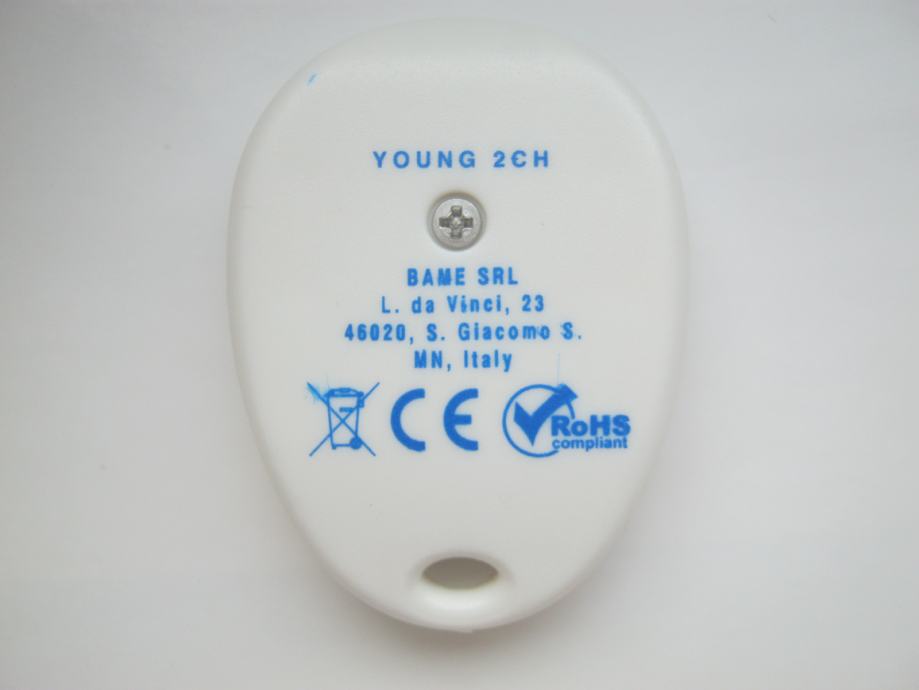 YOUNG 2CH
BAME SRL
L. da Vinci, 23
46020, S. Giacomo S.
MN, Italy
CE RoHS
compliant